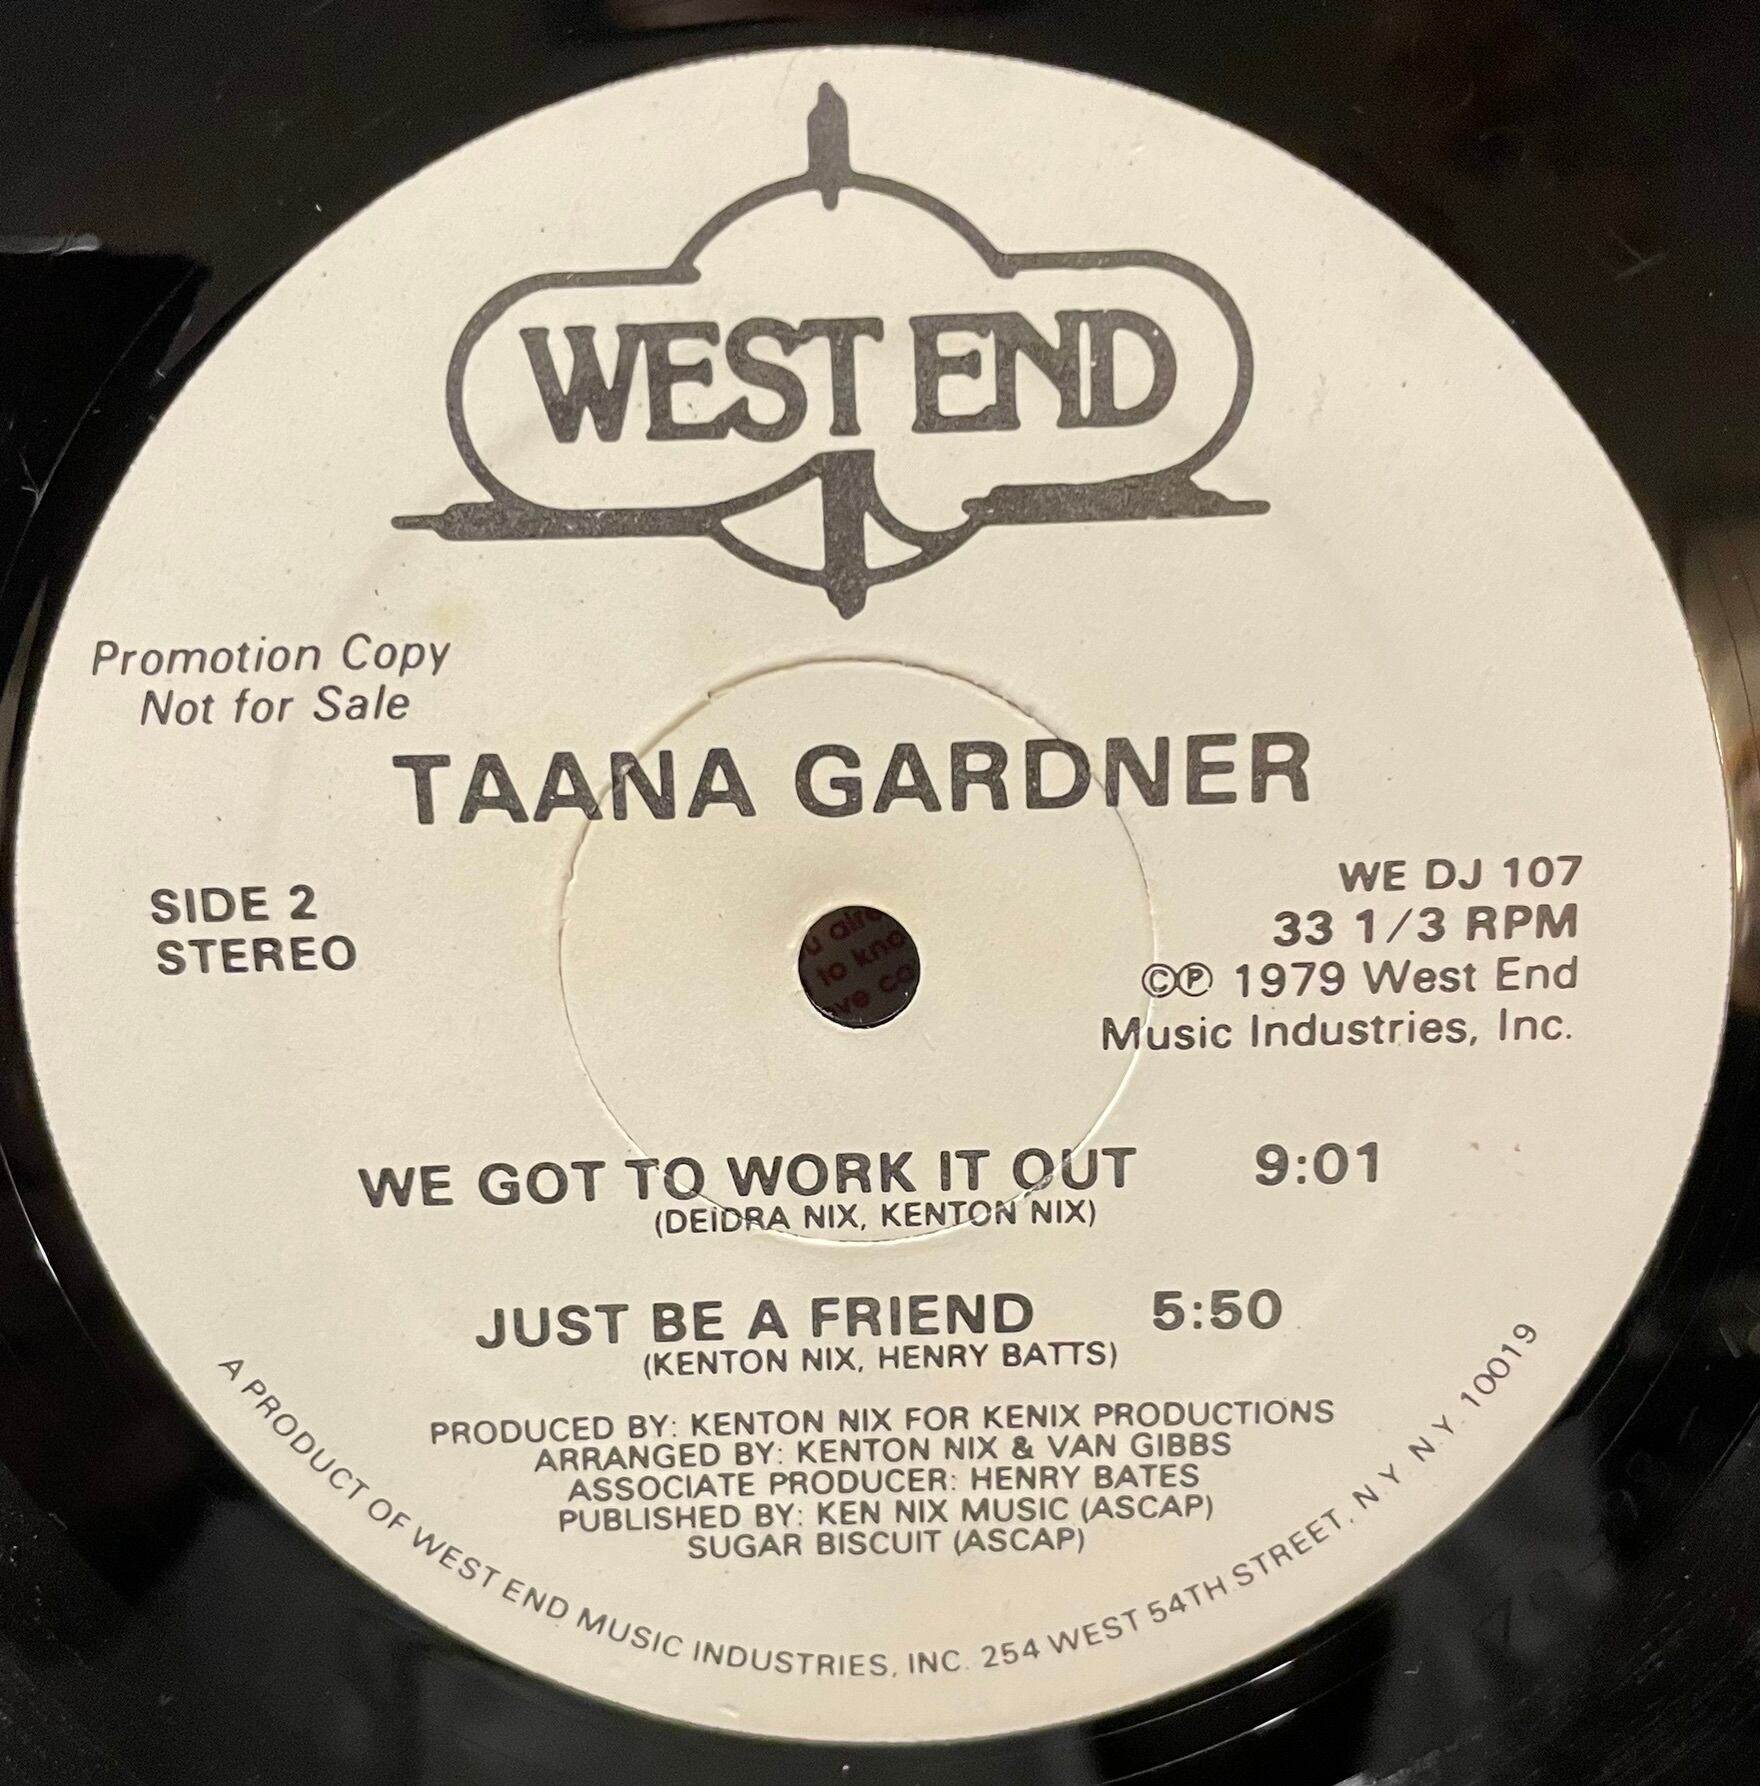 WEST END
Promotion Copy
Not for Sale
TAANA GARDNER
SIDE 2
STEREO
WE DJ 107
33 1/3 RPM
©℗ 1979 West End
Music Industries, Inc.
WE GOT TO WORK IT OUT 9:01
(DEIDRA NIX, KENTON NIX)
JUST BE A FRIEND 5:50
(KENTON NIX, HENRY BATTS)
PRODUCED BY: KENTON NIX FOR KENIX PRODUCTIONS
ARRANGED BY: KENTON NIX & VAN GIBBS
ASSOCIATE PRODUCER: HENRY BATES
PUBLISHED BY: KEN NIX MUSIC (ASCAP)
SUGAR BISCUIT (ASCAP)
A PRODUCT OF WEST END MUSIC INDUSTRIES, INC. 254 WEST 54TH STREET, N.Y. N.Y. 10019